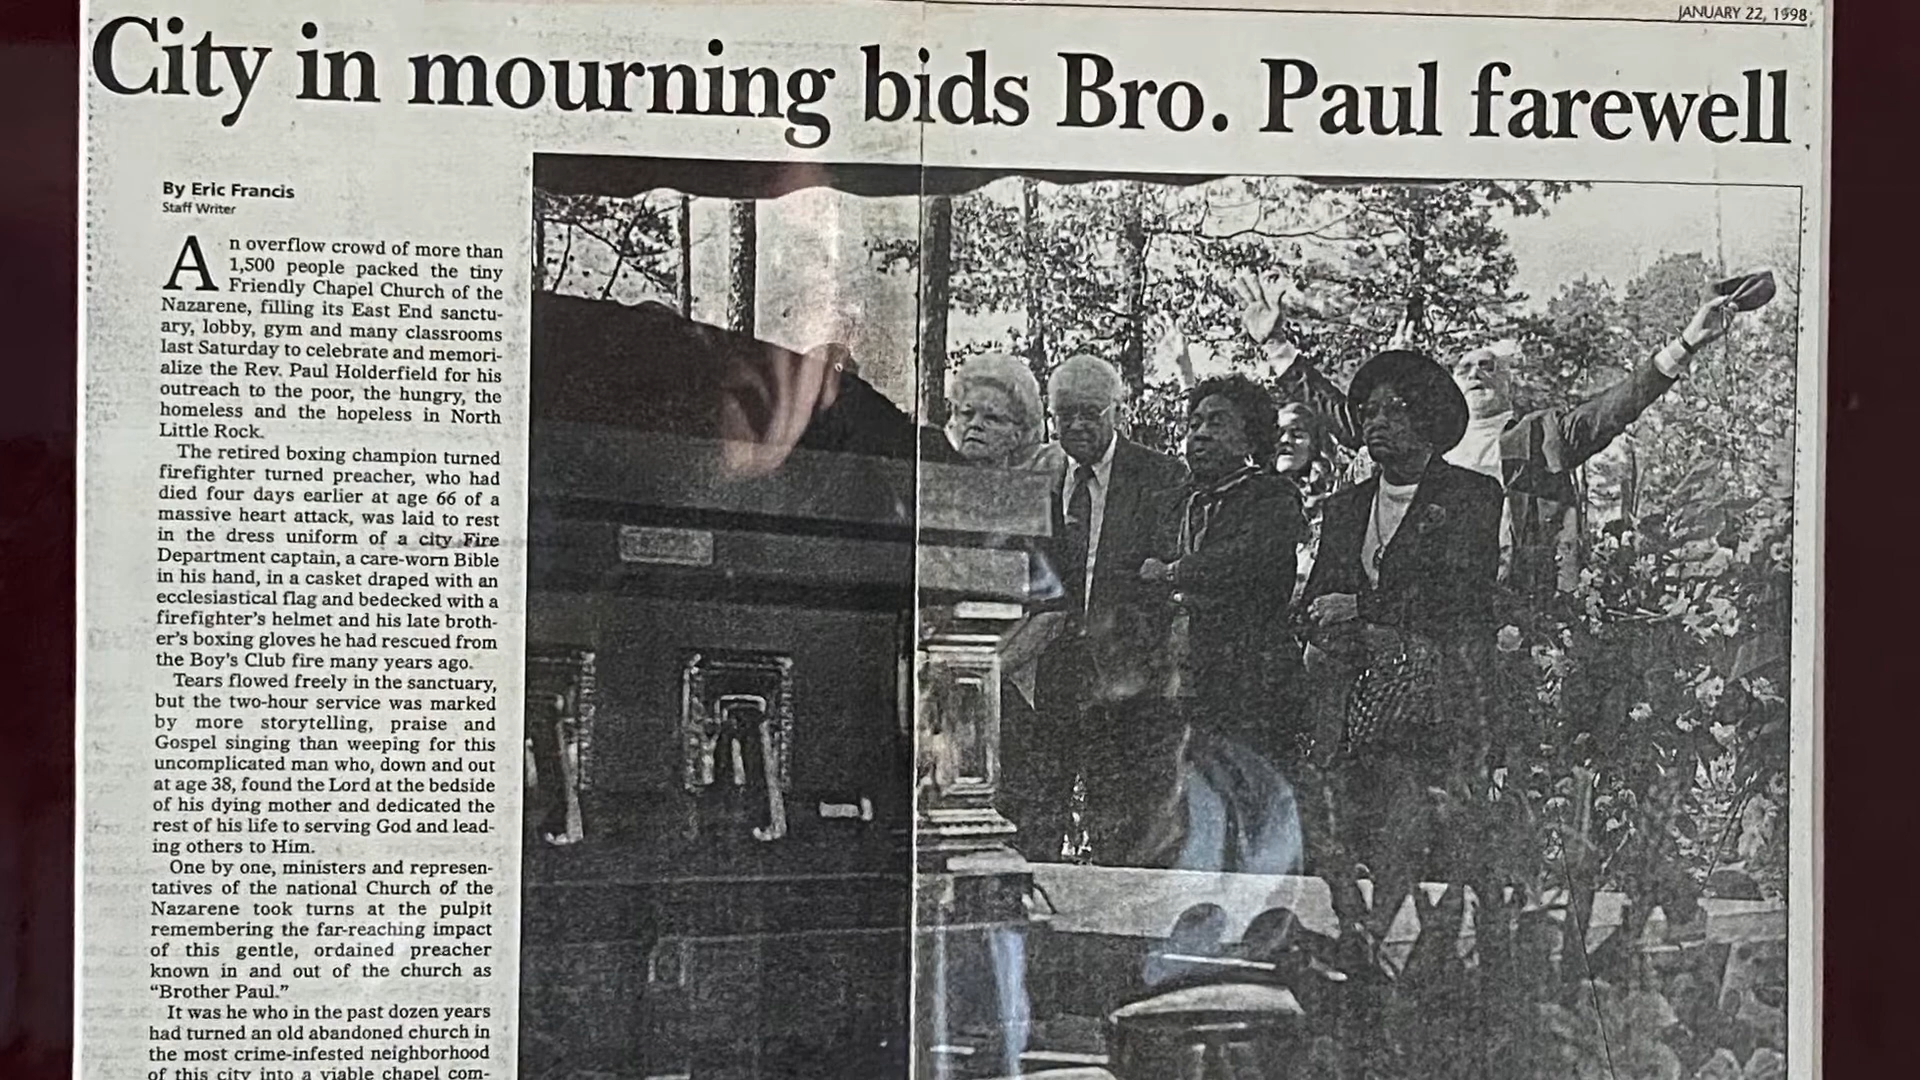 JANUARY 22, 1998
City in mourning bids Bro. Paul farewell
By Eric Francis
Staff Writer
An overflow crowd of more than
1,500 people packed the tiny
Friendly Chapel Church of the
Nazarene, filling its East End sanctu-
ary, lobby, gym and many classrooms
last Saturday to celebrate and memori-
alize the Rev. Paul Holderfield for his
outreach to the poor, the hungry, the
homeless and the hopeless in North
Little Rock.
The retired boxing champion turned
firefighter turned preacher, who had
died four days earlier at age 66 of a
massive heart attack, was laid to rest
in the dress uniform of a city Fire
Department captain, a care-worn Bible
in his hand, in a casket draped with an
ecclesiastical flag and bedecked with a
firefighter's helmet and his late broth-
er's boxing gloves he had rescued from
the Boy's Club fire many years ago.
Tears flowed freely in the sanctuary,
but the two-hour service was marked
by more storytelling, praise and
Gospel singing than weeping for this
uncomplicated man who, down and out
at age 38, found the Lord at the bedside
of his dying mother and dedicated the
rest of his life to serving God and lead-
ing others to Him.
One by one, ministers and represen-
tatives of the national Church of the
Nazarene took turns at the pulpit
remembering the far-reaching impact
of this gentle, ordained preacher
known in and out of the church as
“Brother Paul.”
It was he who in the past dozen years
had turned an old abandoned church in
the most crime-infested neighborhood
of this city into a viable chapel com-